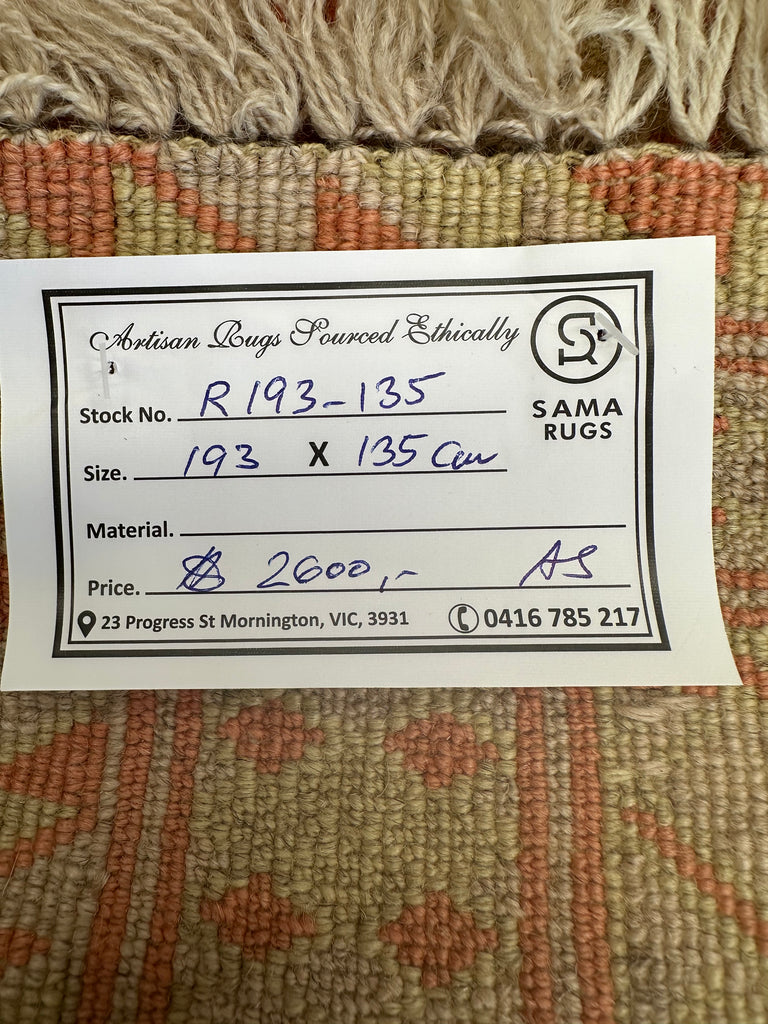 Artisan Rugs Sourced Ethically
SR
SAMA
RUGS
Stock No. R193-135
Size. 193 X 135 cm
Material.
Price. $ 2600,- AS
23 Progress St Mornington, VIC, 3931
0416 785 217